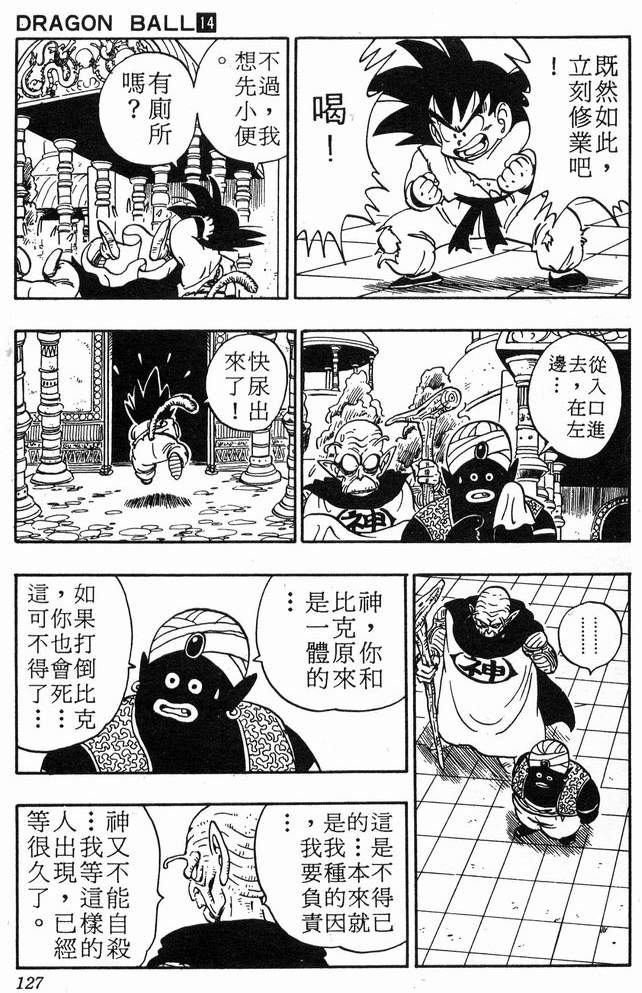 DRAGON BALL 14
既然如此，
立刻修業吧
！
喝！
不過，我
想先小便
。
有廁所
嗎？
從入口進
去，在左
邊…
神
快尿出
來了！
……
神
神，你和
比克原來
是一體的
…
如果打倒比克
，你也會死…
這可不得了…
這是不得已
的…本來就
是我種的因
，我要負責
神又不能自殺
…我等這樣的
人出現，已經
等很久了。
127